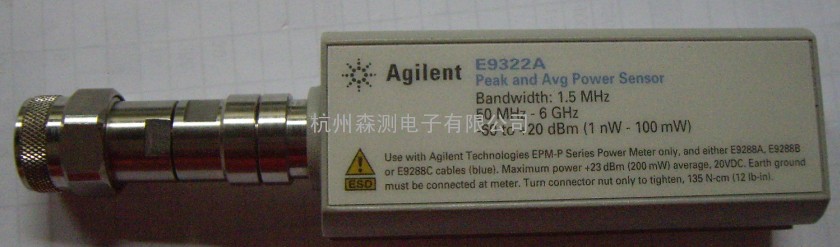 Agilent
E9322A
Peak and Avg Power Sensor
Bandwidth: 1.5 MHz
MHz - 6 GHz
to +20 dBm (1 nW - 100 mW)
杭州森测电子有限公司
ESD
Use with Agilent Technologies EPM-P Series Power Meter only, and either E9288A, E9288B
or E9288C cables (blue). Maximum power +23 dBm (200 mW) average, 20VDC. Earth ground
must be connected at meter. Turn connector nut only to tighten, 135 N-cm (12 lb-in).